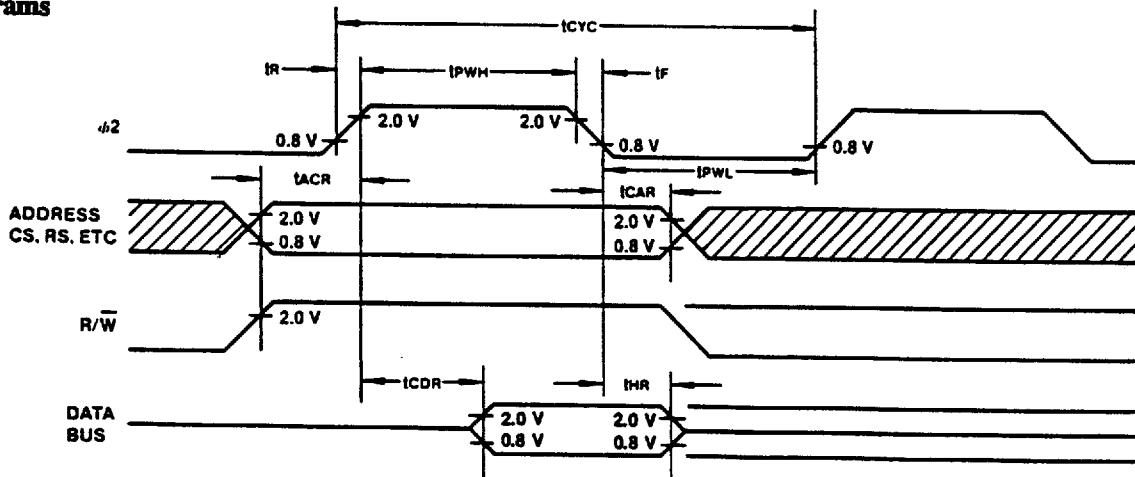 rams
tCYC
tR
tPWH
tF
ϕ2
0.8 V
2.0 V
2.0 V
0.8 V
0.8 V
tPWL
tACR
tCAR
ADDRESS
CS, RS, ETC
2.0 V
0.8 V
2.0 V
0.8 V
R/W̅
2.0 V
tCDR
tHR
DATA
BUS
2.0 V
0.8 V
2.0 V
0.8 V